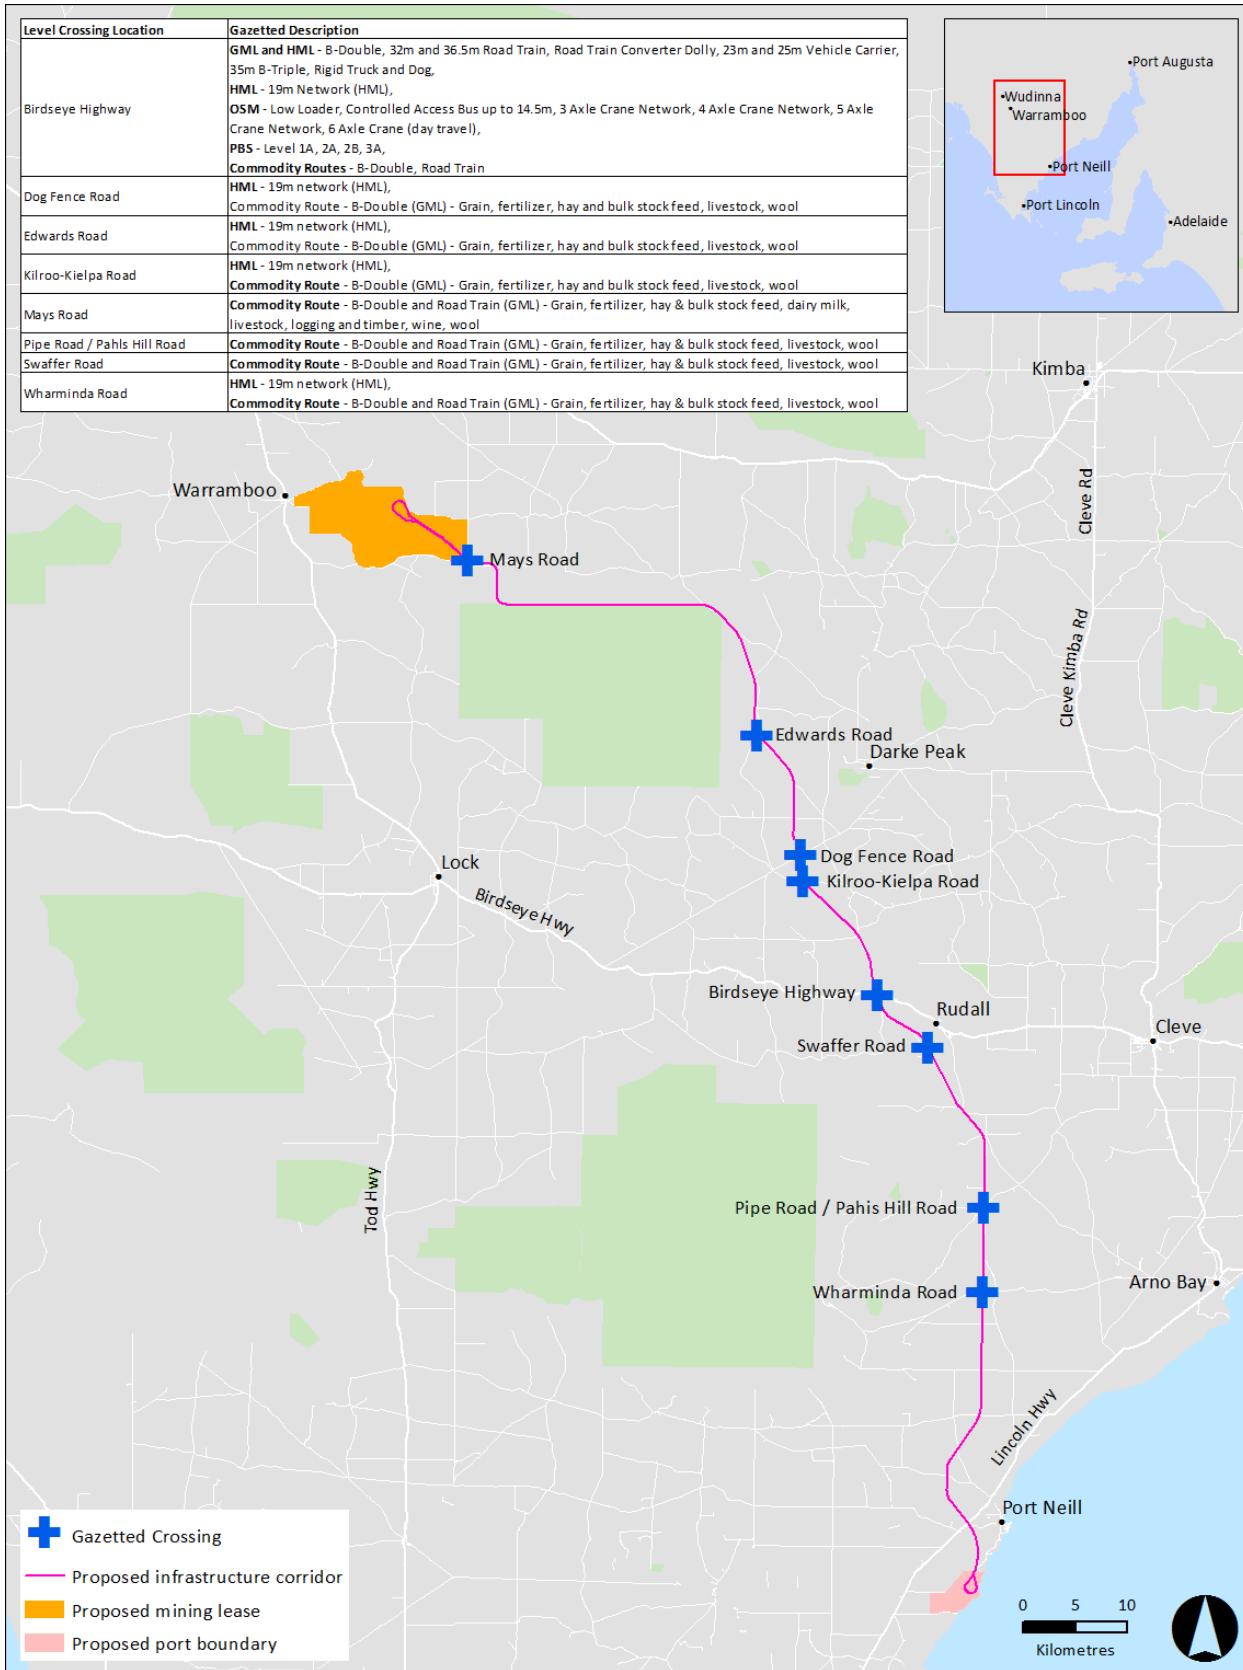 Level Crossing Location Gazetted Description
GML and HML - B-Double, 32m and 36.5m Road Train, Road Train Converter Dolly, 23m and 25m Vehicle Carrier,
35m B-Triple, Rigid Truck and Dog,
HML - 19m Network (HML),
Birdseye Highway
OSM - Low Loader, Controlled Access Bus up to 14.5m, 3 Axle Crane Network, 4 Axle Crane Network, 5 Axle
Crane Network, 6 Axle Crane (day travel),
PBS - Level 1A, 2A, 2B, 3A,
Commodity Routes - B-Double, Road Train
Dog Fence Road
HML - 19m network (HML),
Commodity Route - B-Double (GML) - Grain, fertilizer, hay and bulk stock feed, livestock, wool
Edwards Road
HML - 19m network (HML),
Commodity Route - B-Double (GML) - Grain, fertilizer, hay and bulk stock feed, livestock, wool
Kilroo-Kielpa Road
HML - 19m network (HML),
Commodity Route - B-Double (GML) - Grain, fertilizer, hay and bulk stock feed, livestock, wool
Mays Road
Commodity Route - B-Double and Road Train (GML) - Grain, fertilizer, hay & bulk stock feed, dairy milk,
livestock, logging and timber, wine, wool
Pipe Road / Pahls Hill Road Commodity Route - B-Double and Road Train (GML) - Grain, fertilizer, hay & bulk stock feed, livestock, wool
Swaffer Road Commodity Route - B-Double and Road Train (GML) - Grain, fertilizer, hay & bulk stock feed, livestock, wool
Wharminda Road
HML - 19m network (HML),
Commodity Route - B-Double and Road Train (GML) - Grain, fertilizer, hay & bulk stock feed, livestock, wool
Port Augusta
Wudinna
Warramboo
Port Neill
Port Lincoln
Adelaide
Kimba
Cleve Rd
Warramboo
Mays Road
Cleve Kimba Rd
Edwards Road
Darke Peak
Dog Fence Road
Lock
Kilroo-Kielpa Road
Birdseye Hwy
Birdseye Highway
Rudall
Cleve
Swaffer Road
Tod Hwy
Pipe Road / Pahis Hill Road
Arno Bay
Wharminda Road
Lincoln Hwy
Port Neill
Gazetted Crossing
Proposed infrastructure corridor
Proposed mining lease
Proposed port boundary
0 5 10
Kilometres